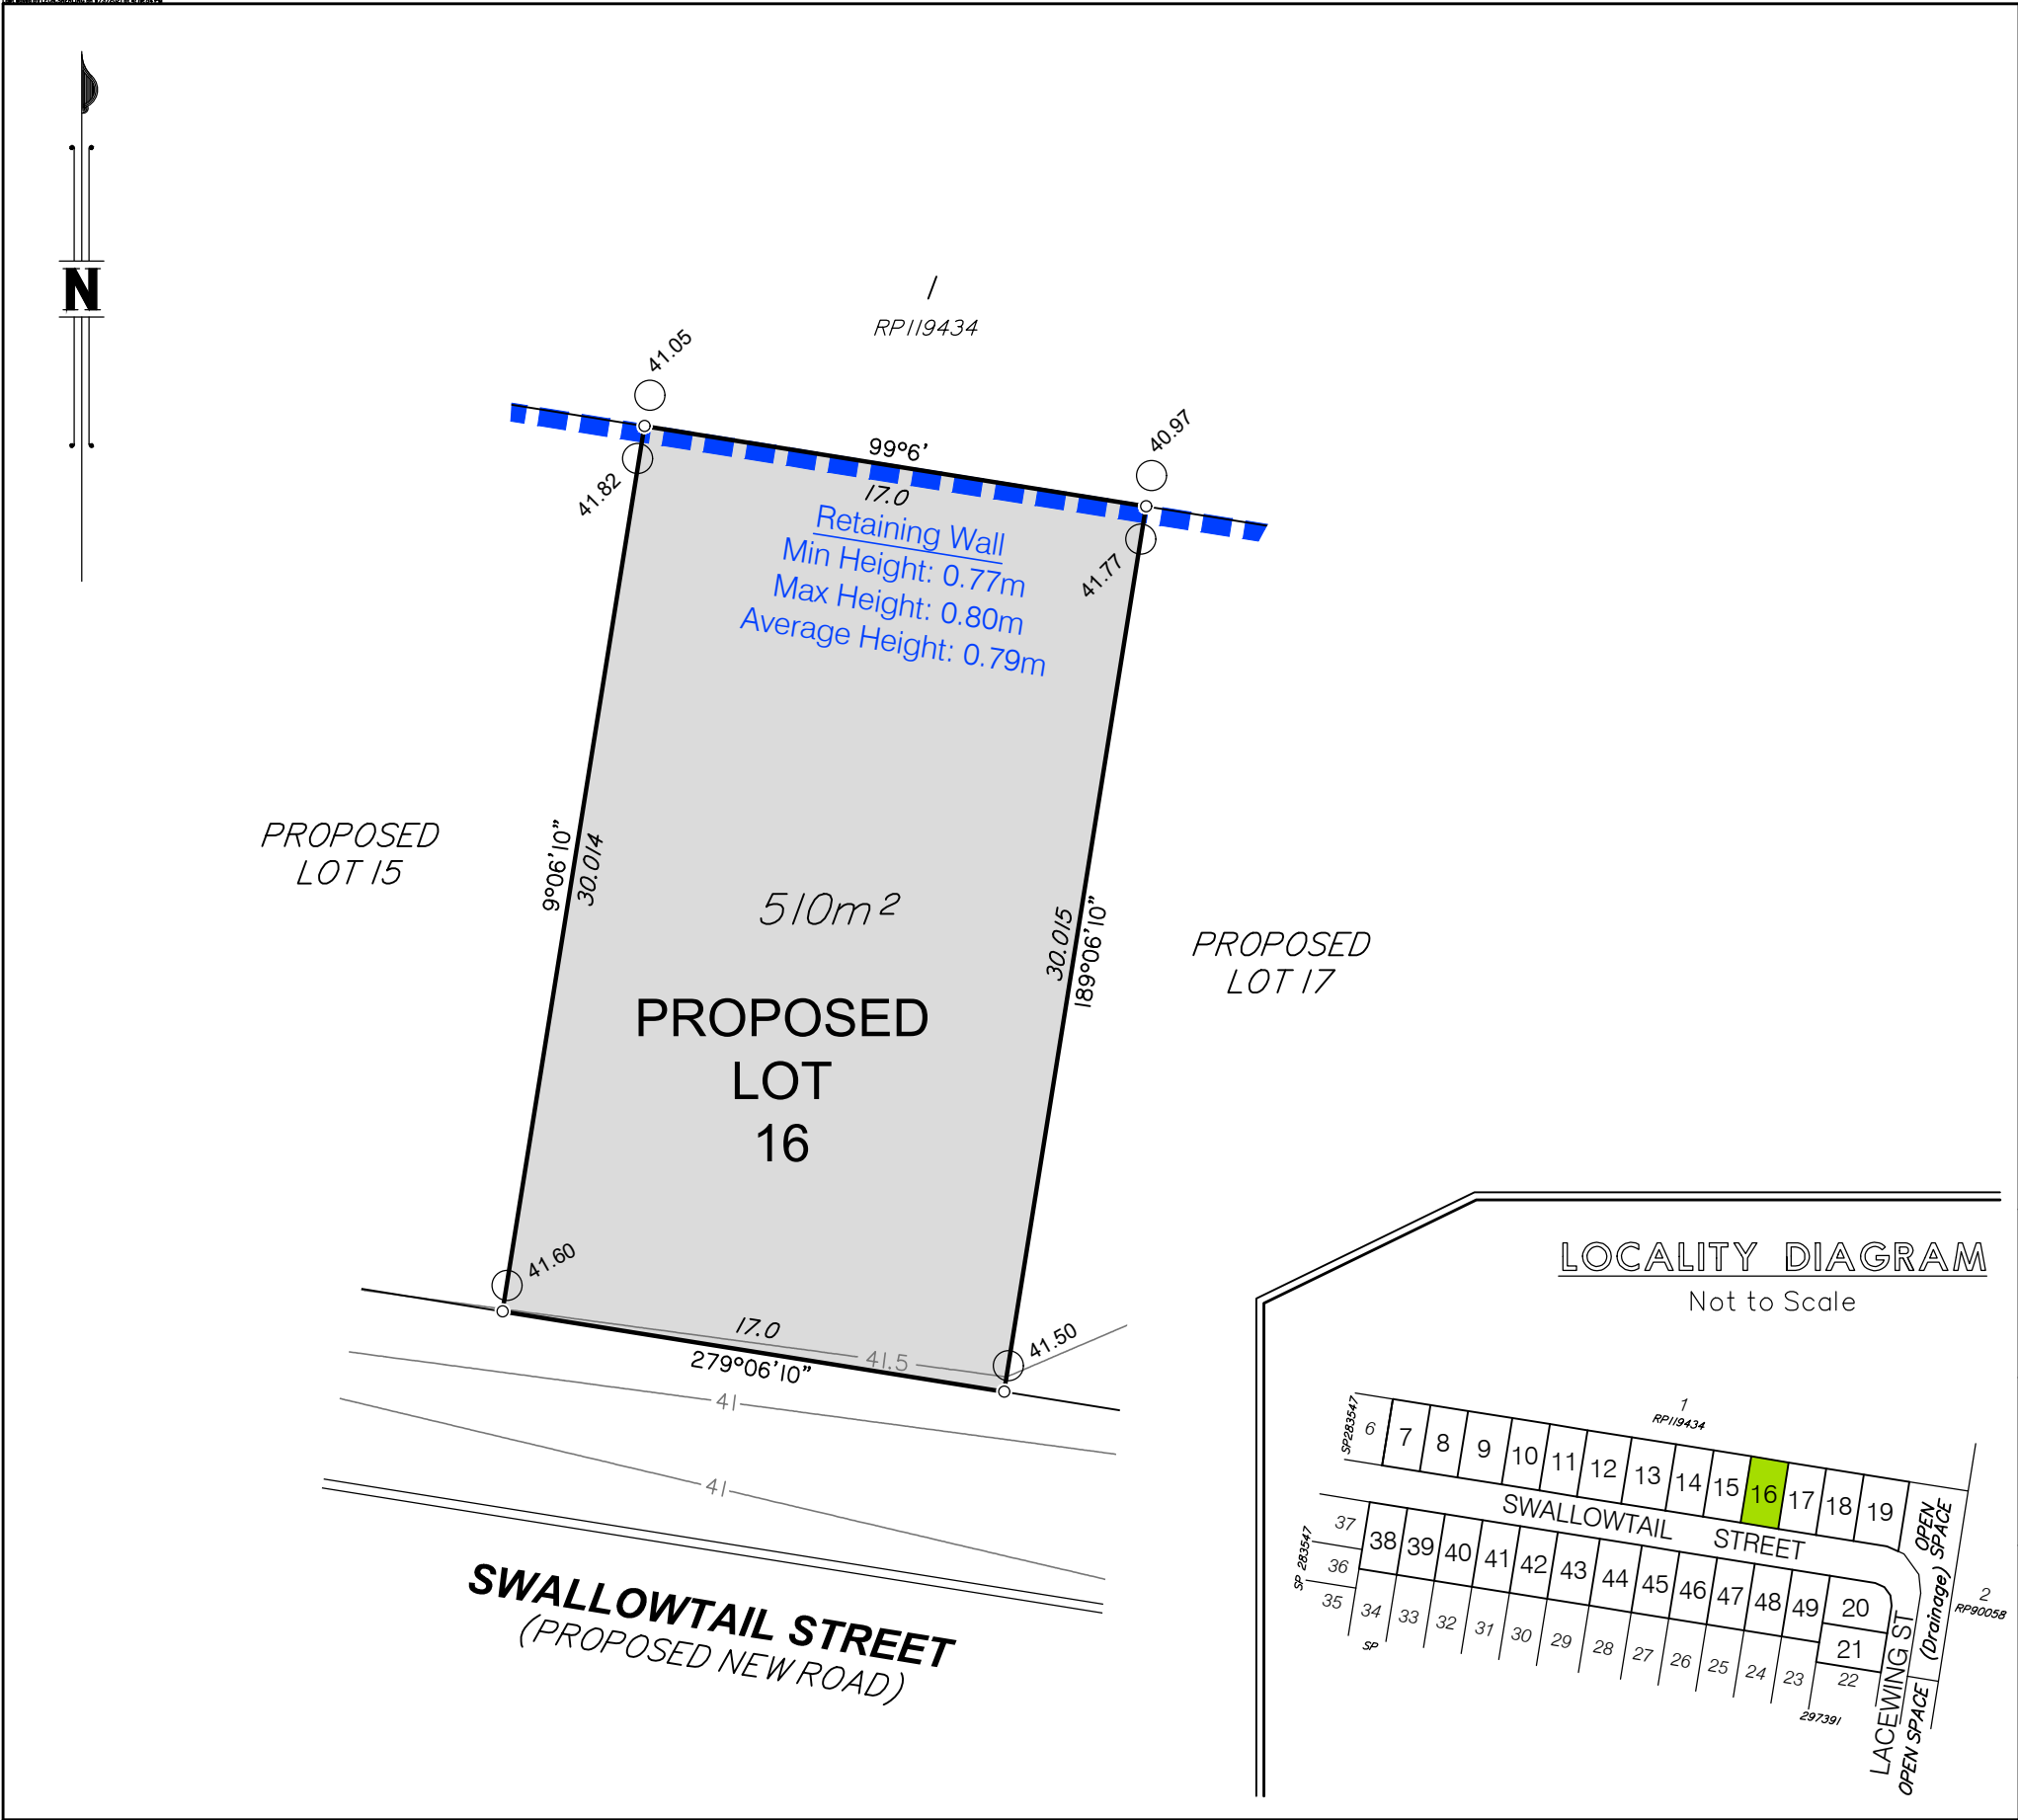 N
1
RP119434
41.05
40.97
99°6'
17.0
41.82
41.77
Retaining Wall
Min Height: 0.77m
Max Height: 0.80m
Average Height: 0.79m
PROPOSED
LOT 15
9°06'10"
30.014
510m²
30.015
189°06'10"
PROPOSED
LOT 17
PROPOSED
LOT
16
41.60
17.0
41.5
41.50
279°06'10"
41
41
SWALLOWTAIL STREET
(PROPOSED NEW ROAD)
LOCALITY DIAGRAM
Not to Scale
1
RP119434
SP283547
6 7 8 9 10 11 12 13 14 15 16 17 18 19
OPEN
SPACE
SWALLOWTAIL STREET
37 38 39 40 41 42 43 44 45 46 47 48 49 20
36
35 34 33 32 31 30 29 28 27 26 25 24 23 21
22
SP 283547
SP
297391
LACEWING ST
OPEN SPACE (Drainage)
2
RP90058